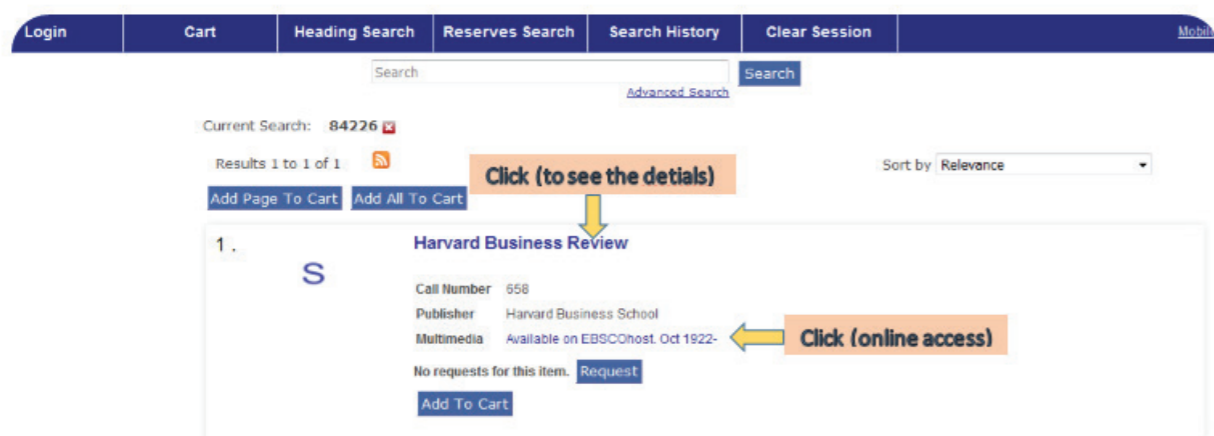 Login Cart Heading Search Reserves Search Search History Clear Session Mobile
Search Search
Advanced Search
Current Search: 84226
Results 1 to 1 of 1
Click (to see the detials)
Sort by Relevance
Add Page To Cart Add All To Cart
1. Harvard Business Review
S
Call Number 658
Publisher Harvard Business School
Multimedia Available on EBSCOhost. Oct 1922-
Click (online access)
No requests for this item. Request
Add To Cart